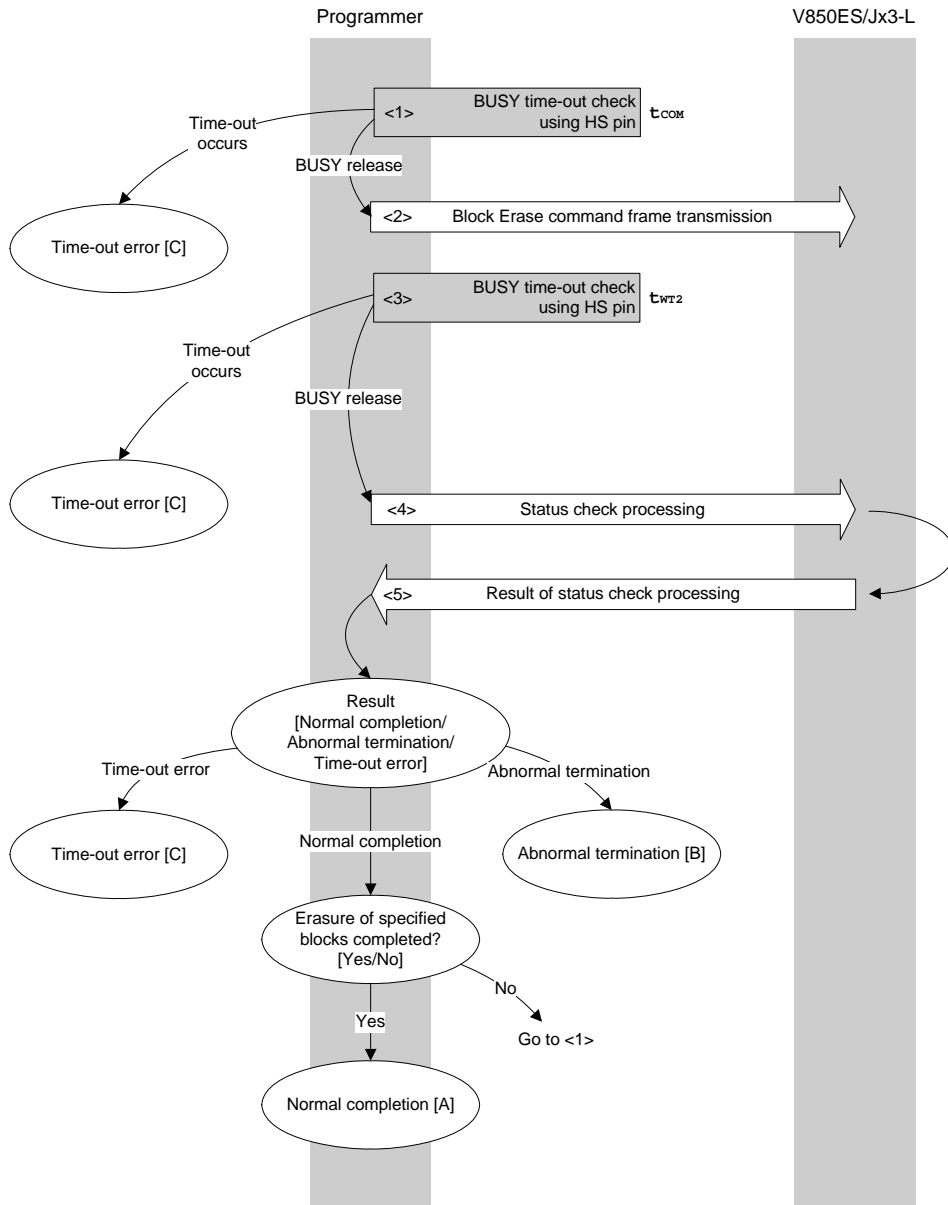 Programmer
V850ES/Jx3-L
<1>
BUSY time-out check
using HS pin
tCOM
Time-out
occurs
BUSY release
<2>
Block Erase command frame transmission
Time-out error [C]
<3>
BUSY time-out check
using HS pin
tWT2
Time-out
occurs
BUSY release
Time-out error [C]
<4>
Status check processing
<5>
Result of status check processing
Result
[Normal completion/
Abnormal termination/
Time-out error]
Time-out error
Abnormal termination
Normal completion
Time-out error [C]
Abnormal termination [B]
Erasure of specified
blocks completed?
[Yes/No]
No
Yes
Go to <1>
Normal completion [A]